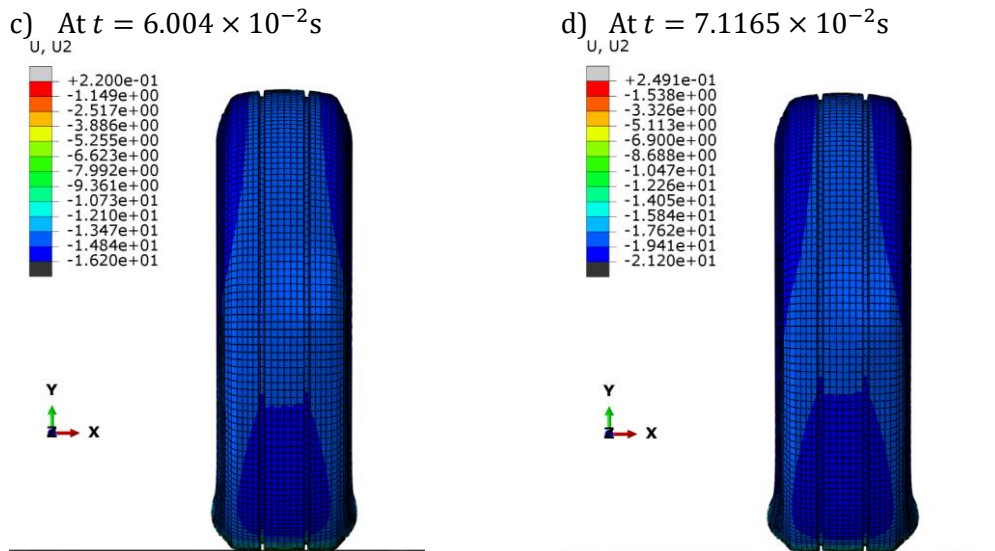 c) At t = 6.004 × 10⁻²s
U, U2
+2.200e-01
-1.149e+00
-2.517e+00
-3.886e+00
-5.255e+00
-6.623e+00
-7.992e+00
-9.361e+00
-1.073e+01
-1.210e+01
-1.347e+01
-1.484e+01
-1.620e+01
Y
Z
X
d) At t = 7.1165 × 10⁻²s
U, U2
+2.491e-01
-1.538e+00
-3.326e+00
-5.113e+00
-6.900e+00
-8.688e+00
-1.047e+01
-1.226e+01
-1.405e+01
-1.584e+01
-1.762e+01
-1.941e+01
-2.120e+01
Y
Z
X